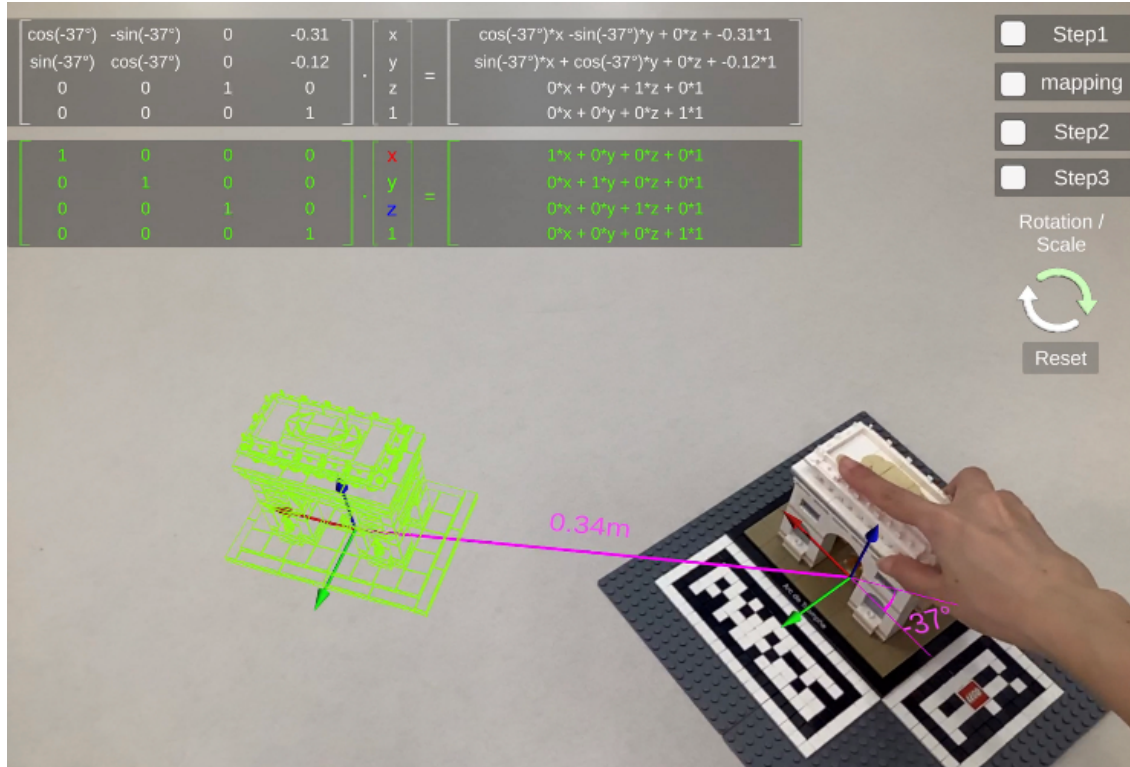 cos(-37°) -sin(-37°) 0 -0.31 x cos(-37°)*x -sin(-37°)*y + 0*z + -0.31*1
sin(-37°) cos(-37°) 0 -0.12 y sin(-37°)*x + cos(-37°)*y + 0*z + -0.12*1
· =
0 0 1 0 z 0*x + 0*y + 1*z + 0*1
0 0 0 1 1 0*x + 0*y + 0*z + 1*1
1 0 0 0 x 1*x + 0*y + 0*z + 0*1
0 1 0 0 y 0*x + 1*y + 0*z + 0*1
· =
0 0 1 0 z 0*x + 0*y + 1*z + 0*1
0 0 0 1 1 0*x + 0*y + 0*z + 1*1
Step1
mapping
Step2
Step3
Rotation /
Scale
Reset
0.34m
-37°
Arc de Triomphe
LEGO